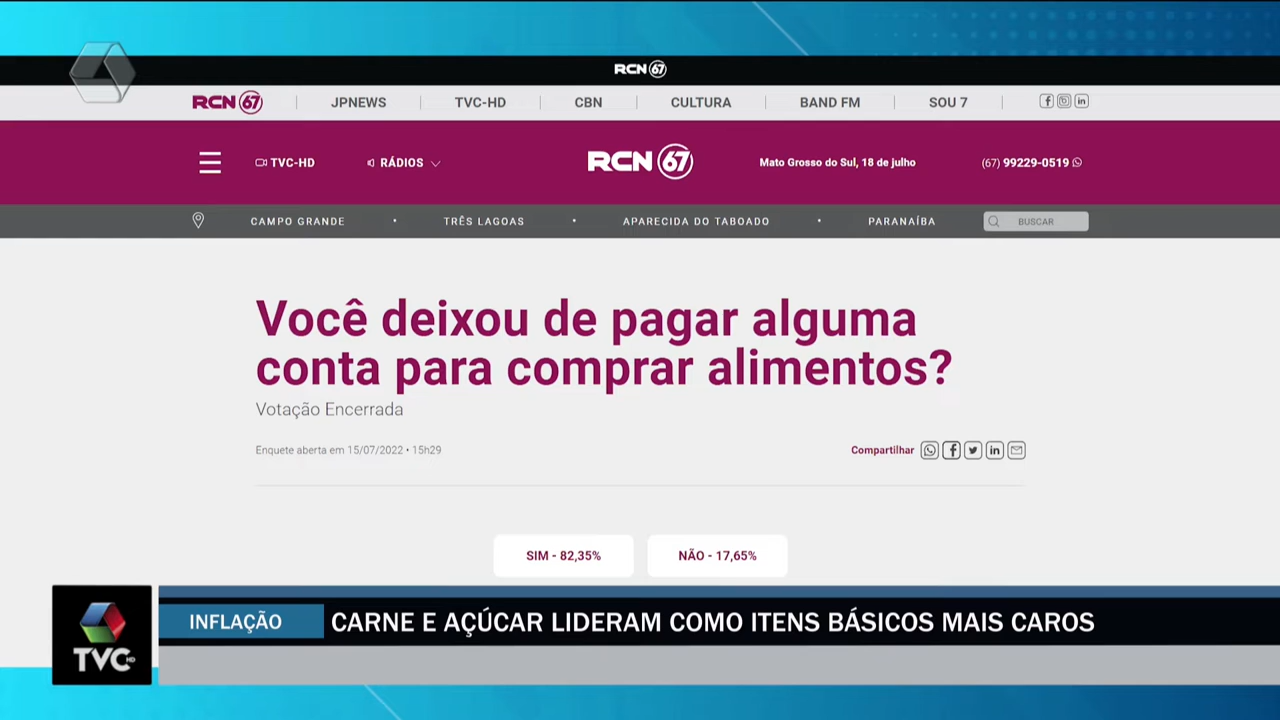 RCN 67
RCN 67 JPNEWS TVC-HD CBN CULTURA BAND FM SOU 7
TVC-HD RÁDIOS RCN 67 Mato Grosso do Sul, 18 de julho (67) 99229-0519
CAMPO GRANDE • TRÊS LAGOAS • APARECIDA DO TABOADO • PARANAÍBA BUSCAR
Você deixou de pagar alguma
conta para comprar alimentos?
Votação Encerrada
Enquete aberta em 15/07/2022 • 15h29 Compartilhar
SIM - 82,35% NÃO - 17,65%
INFLAÇÃO CARNE E AÇÚCAR LIDERAM COMO ITENS BÁSICOS MAIS CAROS
TVC HD